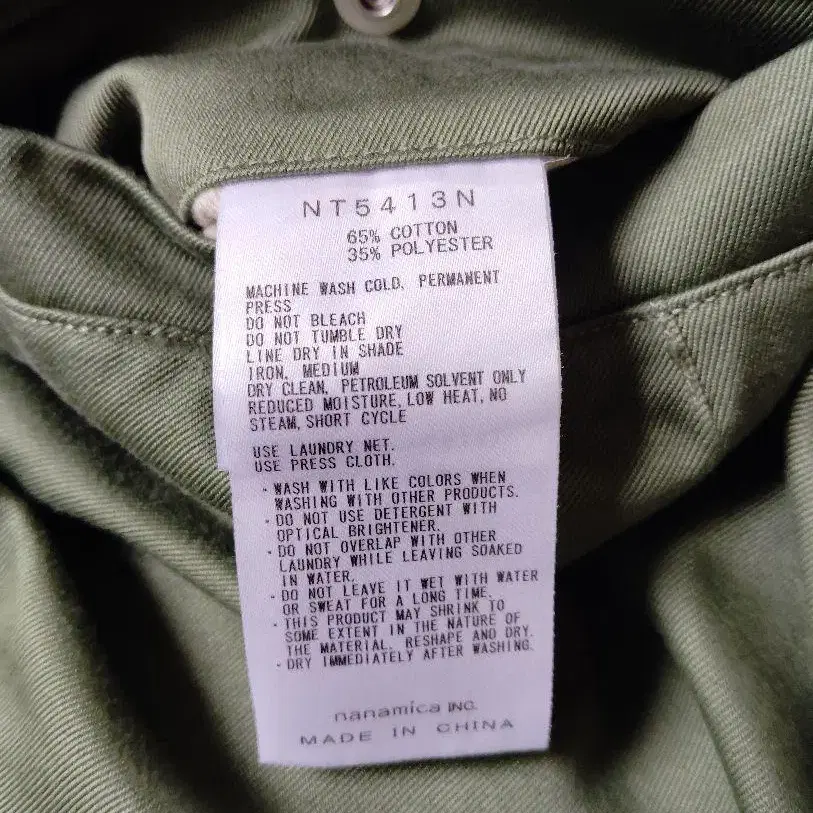 NT5413N
65% COTTON
35% POLYESTER
MACHINE WASH COLD, PERMANENT
PRESS
DO NOT BLEACH
DO NOT TUMBLE DRY
LINE DRY IN SHADE
IRON, MEDIUM
DRY CLEAN, PETROLEUM SOLVENT ONLY
REDUCED MOISTURE, LOW HEAT, NO
STEAM, SHORT CYCLE
USE LAUNDRY NET.
USE PRESS CLOTH.
・WASH WITH LIKE COLORS WHEN
WASHING WITH OTHER PRODUCTS.
・DO NOT USE DETERGENT WITH
OPTICAL BRIGHTENER.
・DO NOT OVERLAP WITH OTHER
LAUNDRY WHILE LEAVING SOAKED
IN WATER.
・DO NOT LEAVE IT WET WITH WATER
OR SWEAT FOR A LONG TIME.
・THIS PRODUCT MAY SHRINK TO
SOME EXTENT IN THE NATURE OF
THE MATERIAL. RESHAPE AND DRY.
・DRY IMMEDIATELY AFTER WASHING.
nanamica INC.
MADE IN CHINA